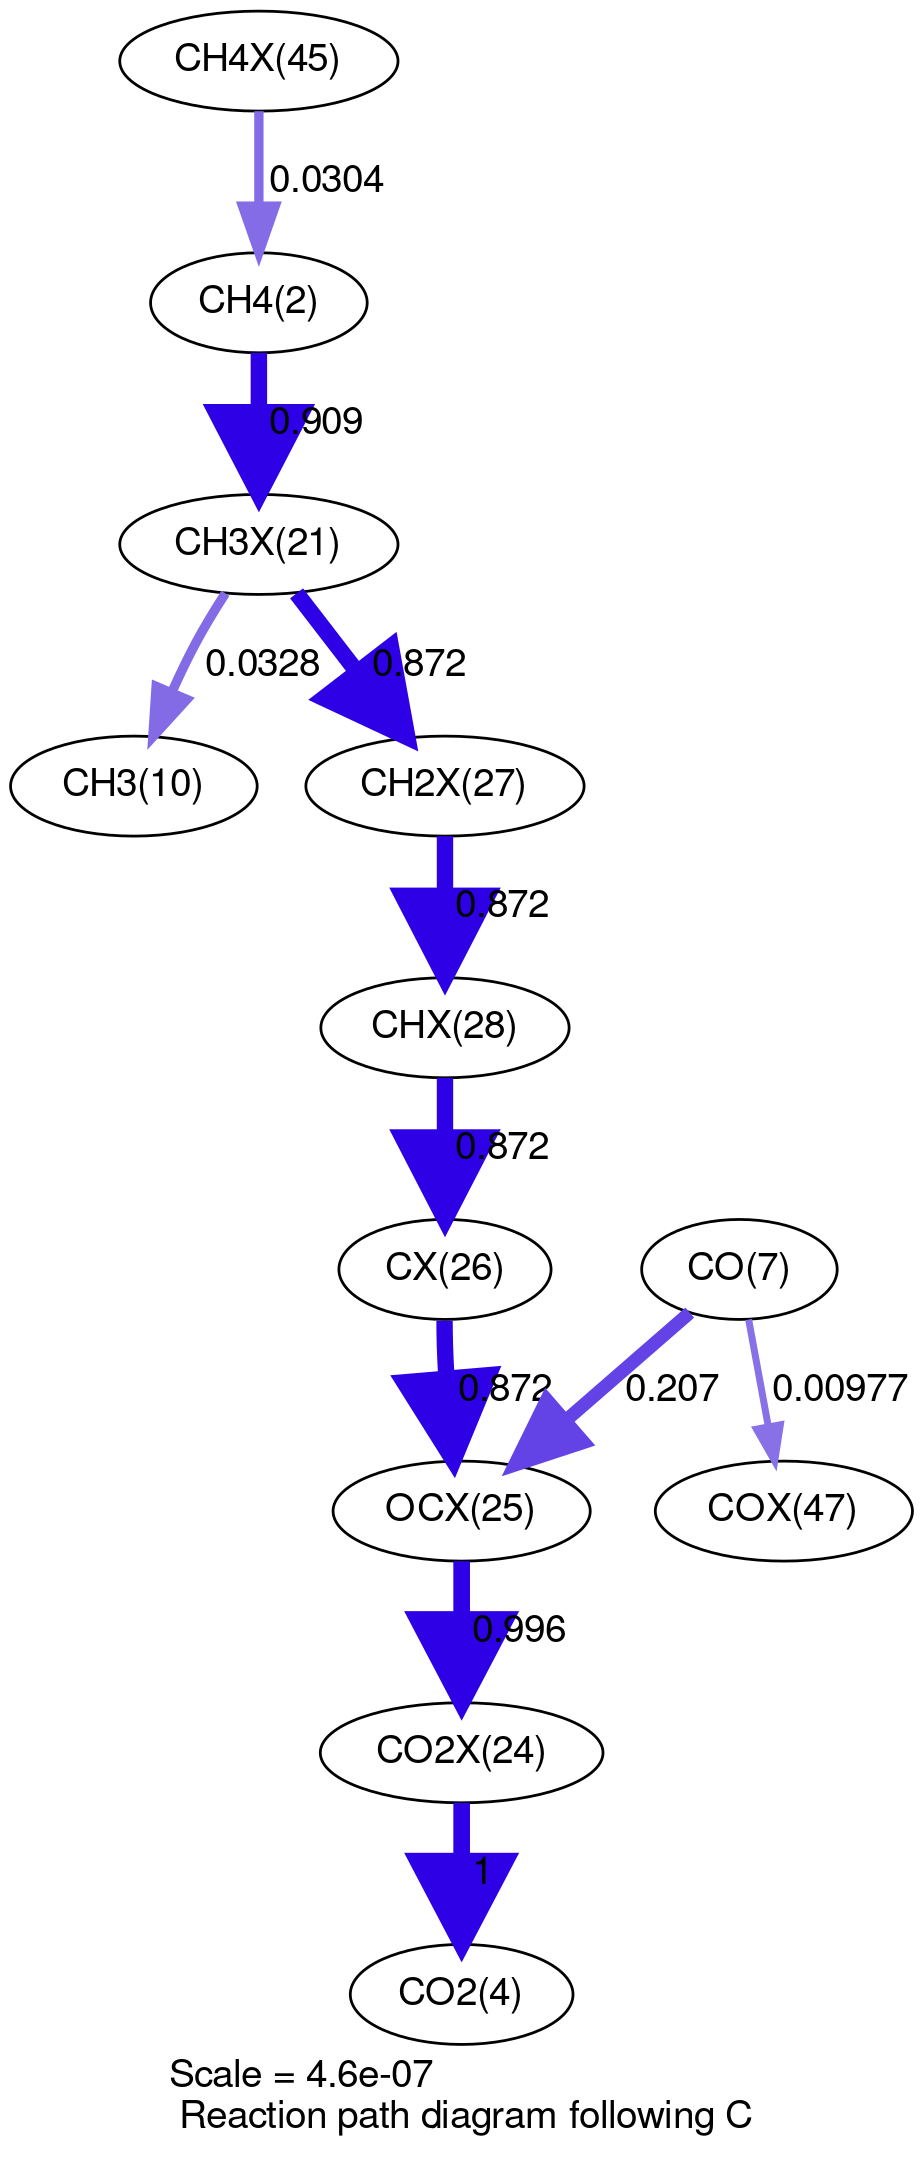 CH4X(45)
0.0304
CH4(2)
0.909
CH3X(21)
0.0328
0.872
CH3(10)
CH2X(27)
0.872
CHX(28)
0.872
CX(26)
CO(7)
0.872
0.207
0.00977
OCX(25)
COX(47)
0.996
CO2X(24)
1
CO2(4)
Scale = 4.6e-07
Reaction path diagram following C